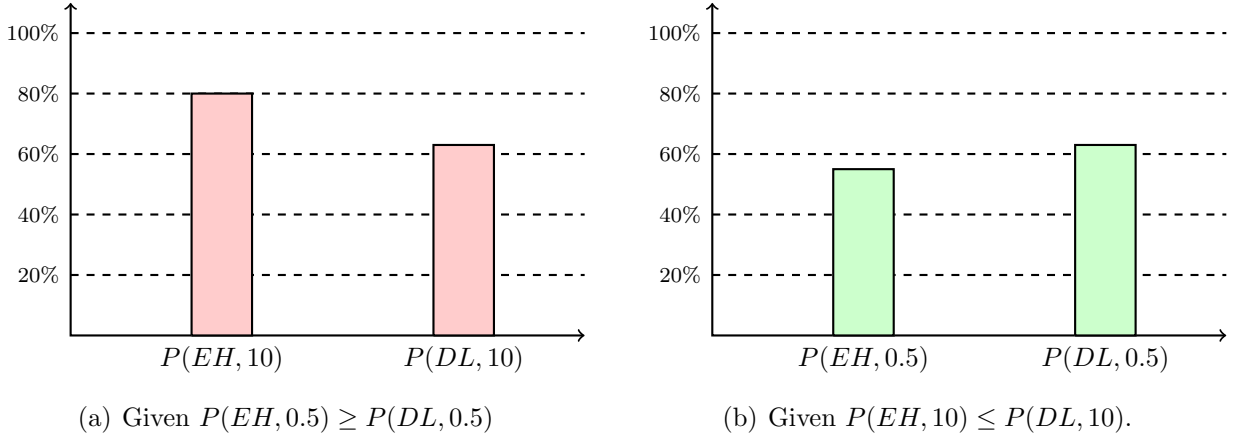 100%
80%
60%
40%
20%
P(EH, 10)
P(DL, 10)
(a) Given P(EH, 0.5) ≥ P(DL, 0.5)
100%
80%
60%
40%
20%
P(EH, 0.5)
P(DL, 0.5)
(b) Given P(EH, 10) ≤ P(DL, 10).